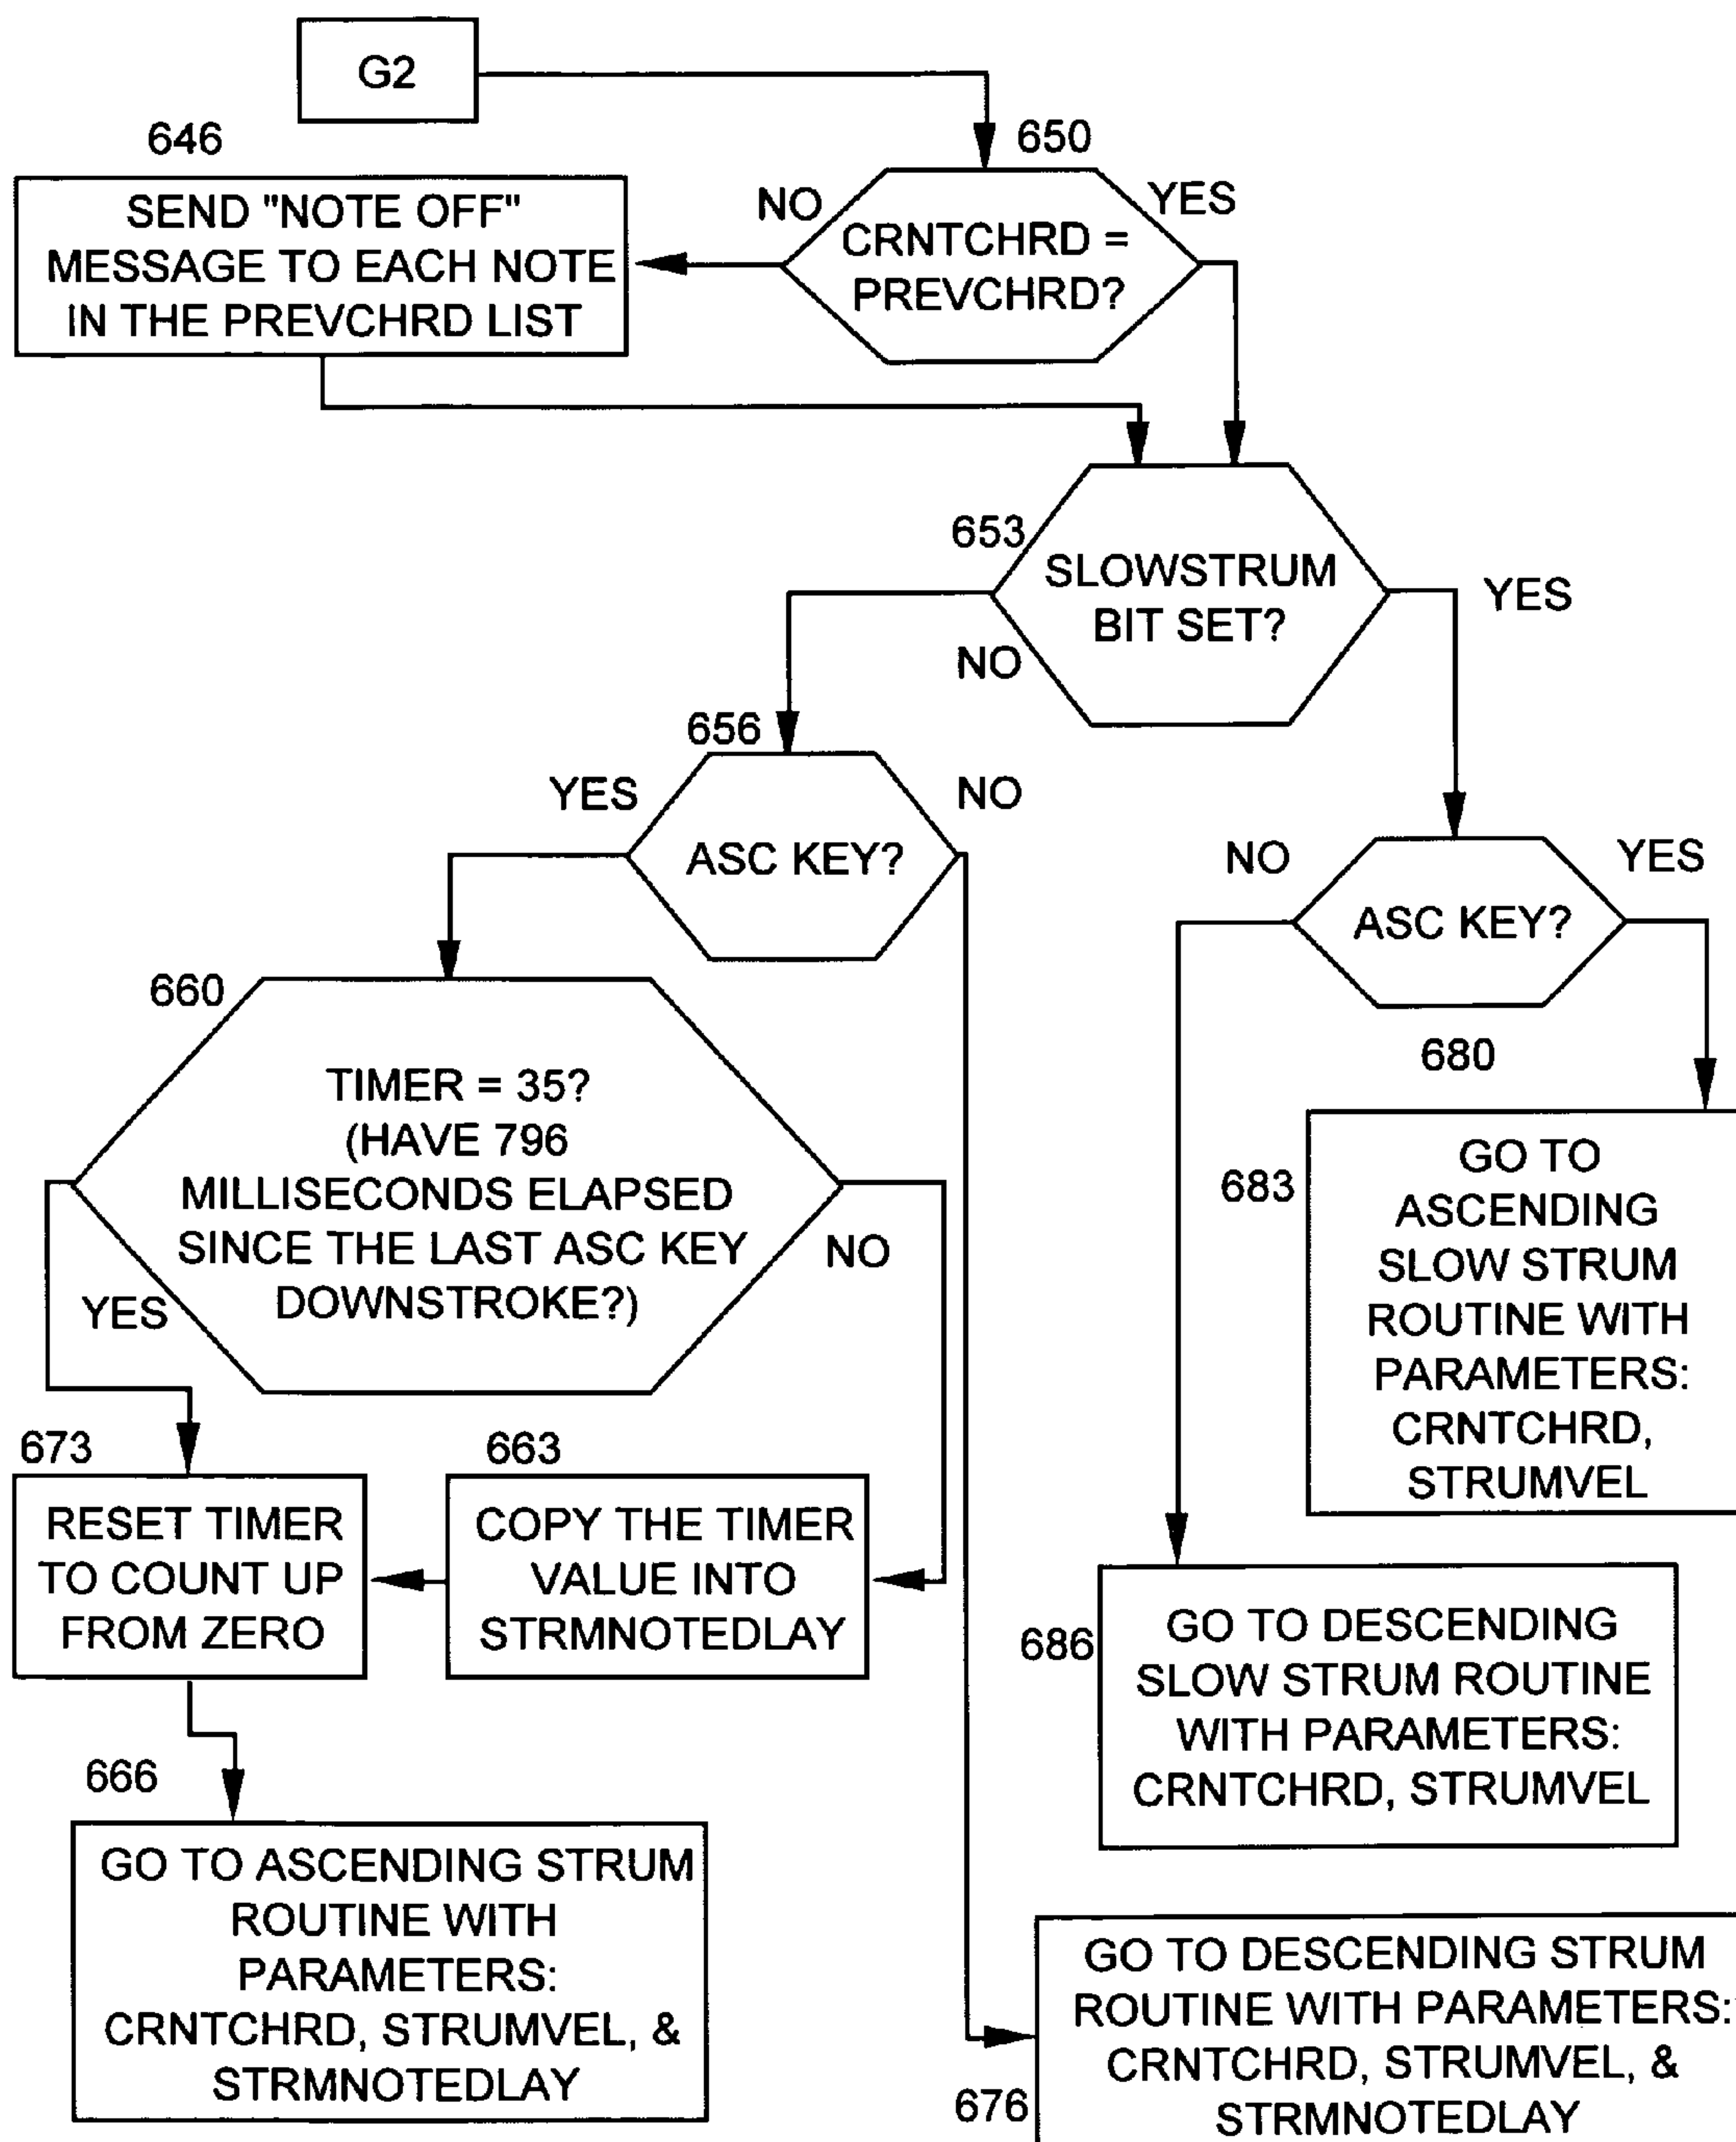 G2
646
650
SEND "NOTE OFF"
MESSAGE TO EACH NOTE
IN THE PREVCHRD LIST
NO
YES
CRNTCHRD =
PREVCHRD?
653
SLOWSTRUM
BIT SET?
YES
NO
656
YES
NO
ASC KEY?
NO
YES
ASC KEY?
680
660
TIMER = 35?
(HAVE 796
MILLISECONDS ELAPSED
SINCE THE LAST ASC KEY
DOWNSTROKE?)
NO
YES
683
GO TO
ASCENDING
SLOW STRUM
ROUTINE WITH
PARAMETERS:
CRNTCHRD,
STRUMVEL
673
RESET TIMER
TO COUNT UP
FROM ZERO
663
COPY THE TIMER
VALUE INTO
STRMNOTEDLAY
686
GO TO DESCENDING
SLOW STRUM ROUTINE
WITH PARAMETERS:
CRNTCHRD, STRUMVEL
666
GO TO ASCENDING STRUM
ROUTINE WITH
PARAMETERS:
CRNTCHRD, STRUMVEL, &
STRMNOTEDLAY
676
GO TO DESCENDING STRUM
ROUTINE WITH PARAMETERS:
CRNTCHRD, STRUMVEL, &
STRMNOTEDLAY